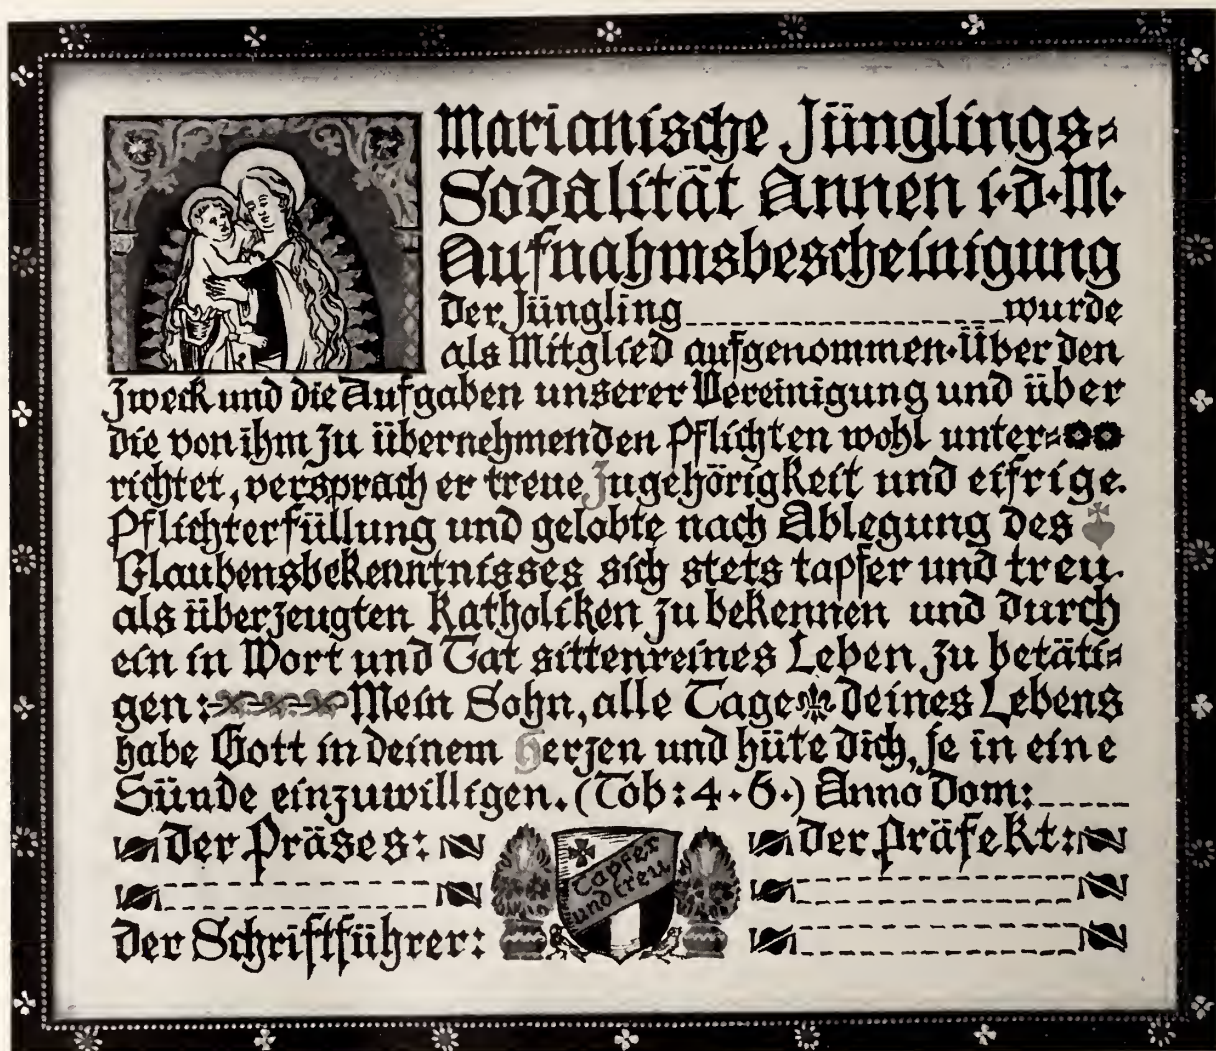 Marianische Jünglings=
Sodalität Annen i·d·M·
Aufnahmsbescheinigung
Der Jüngling wurde
als Mitglied aufgenommen·Über den
Zweck und die Aufgaben unserer Vereinigung und über
die von ihm zu übernehmenden Pflichten wohl unter=
richtet, versprach er treue Zugehörigkeit und eifrige
Pflichterfüllung und gelobte nach Ablegung des
Glaubensbekenntnisses sich stets tapfer und treu
als überzeugten Katholiken zu bekennen und durch
ein in Wort und Tat sittenreines Leben zu betäti=
gen: Mein Sohn, alle Tage deines Lebens
habe Gott in deinem Herzen und hüte dich, je in eine
Sünde einzuwilligen. (Tob: 4·6·) Anno Dom:
Der Präses: Der Präfekt:
Tapfer
und treu
Der Schriftführer: